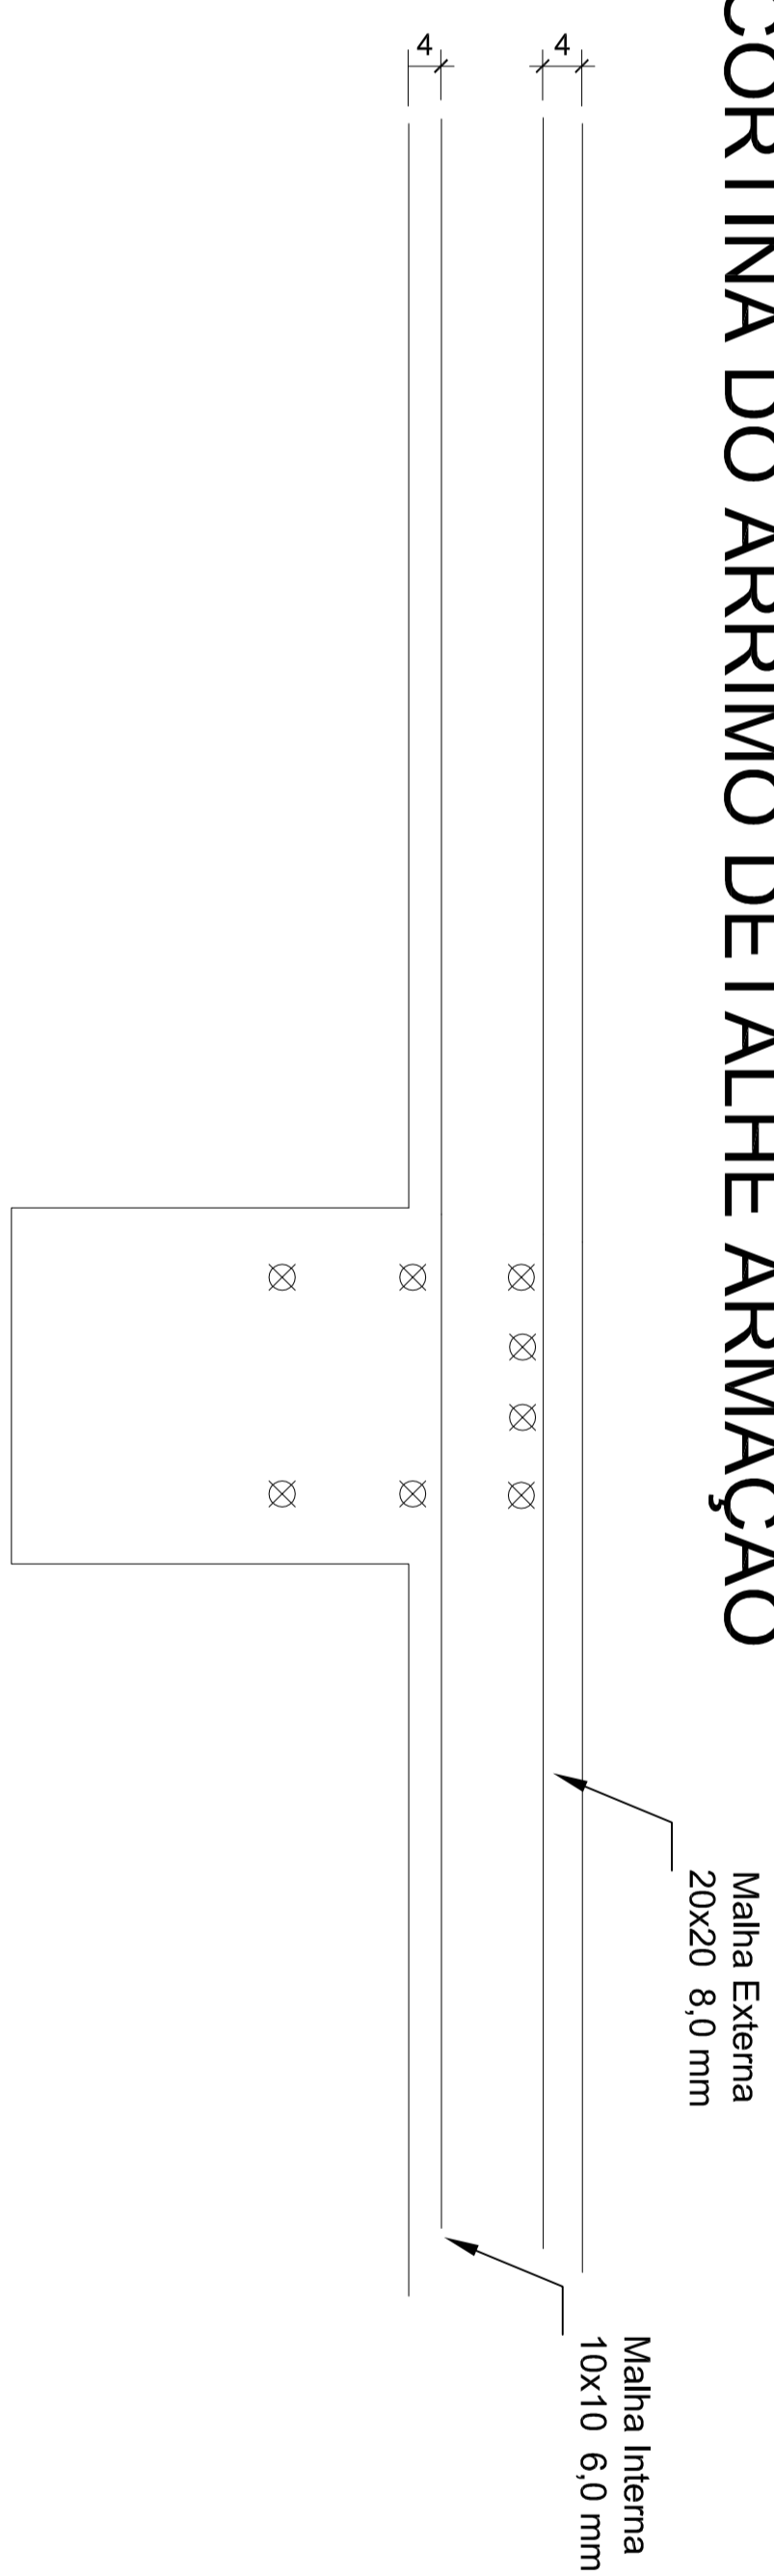 CORTINA DO ARRIMO DETALHE ARMAÇÃO
4
4
Malha Externa
20x20 8,0 mm
Malha Interna
10x10 6,0 mm